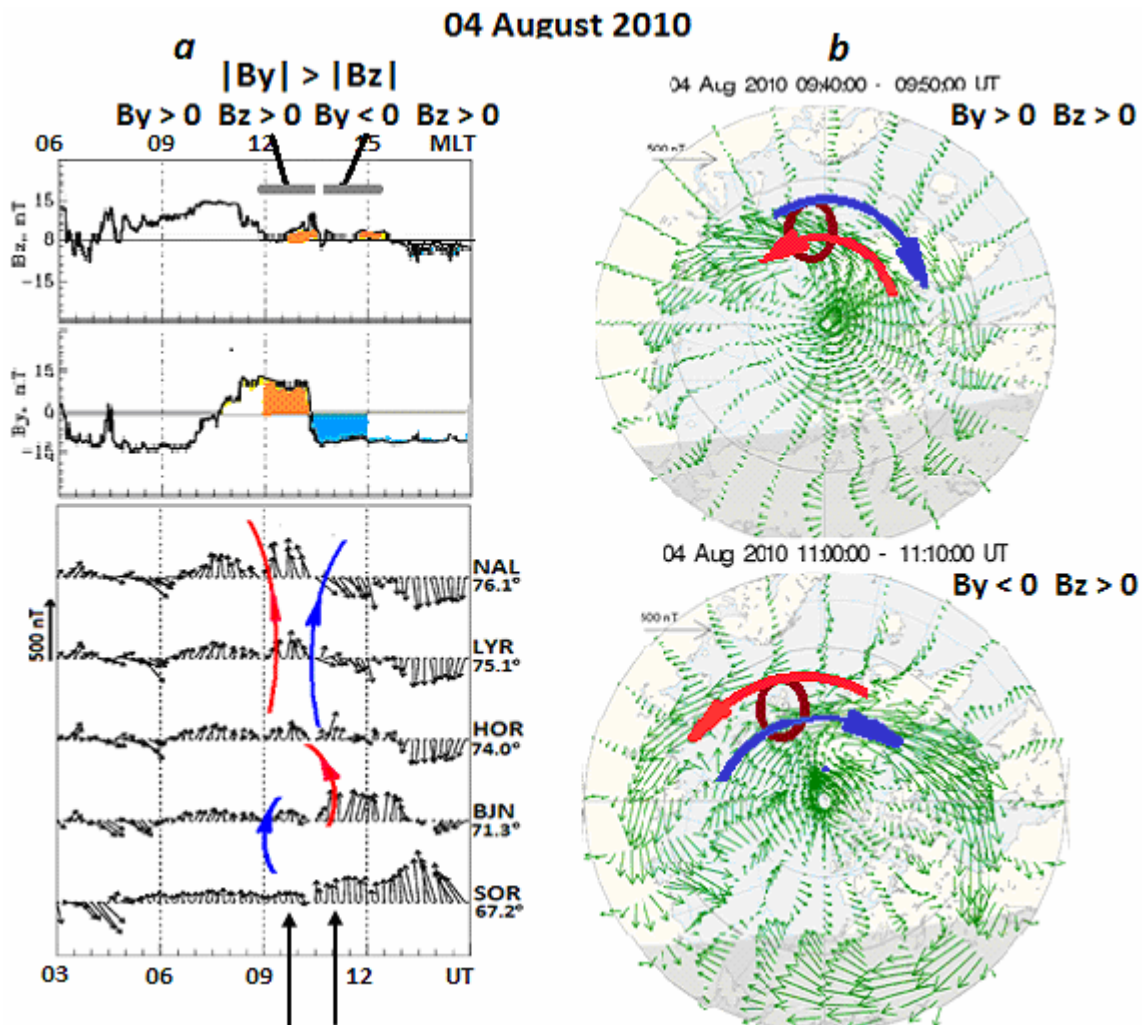 04 August 2010
a
|By| > |Bz|
By > 0 Bz > 0 By < 0 Bz > 0
06 09 12 15 MLT
15
0
-15
Bz, nT
15
0
-15
By, nT
NAL
76.1°
LYR
75.1°
HOR
74.0°
BJN
71.3°
SOR
67.2°
500 nT
03 06 09 12 UT
b
04 Aug 2010 09:40:00 - 09:50:00 UT
By > 0 Bz > 0
500 nT
04 Aug 2010 11:00:00 - 11:10:00 UT
By < 0 Bz > 0
500 nT